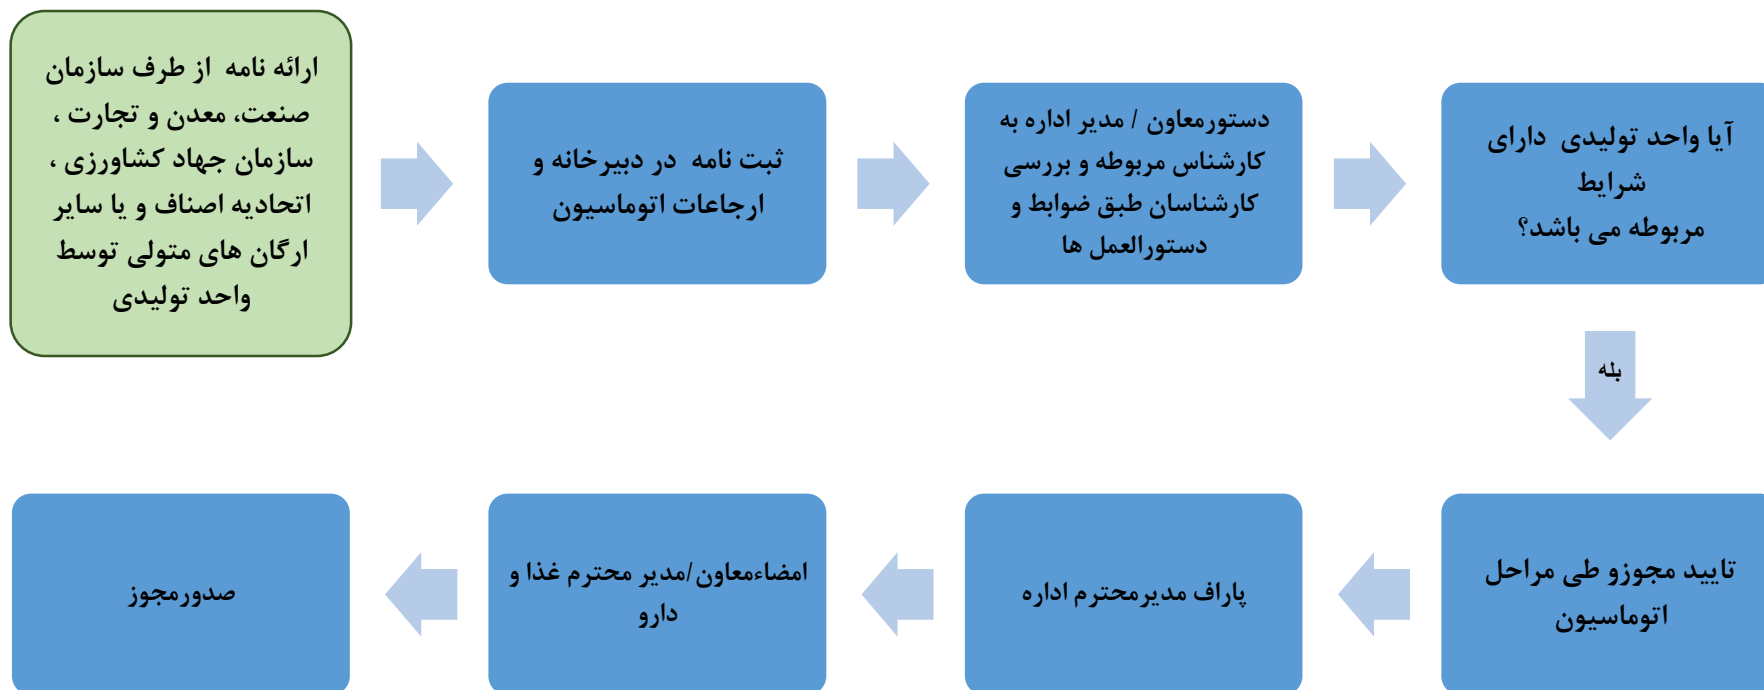 ارائه نامه از طرف سازمان
صنعت، معدن و تجارت ،
سازمان جهاد کشاورزی ،
اتحادیه اصناف و یا سایر
ارگان های متولی توسط
واحد تولیدی
ثبت نامه در دبیرخانه و
ارجاعات اتوماسیون
دستورمعاون / مدیر اداره به
کارشناس مربوطه و بررسی
کارشناسان طبق ضوابط و
دستورالعمل ها
آیا واحد تولیدی دارای
شرایط
مربوطه می باشد؟
بله
تایید مجوزو طی مراحل
اتوماسیون
پاراف مدیرمحترم اداره
امضاءمعاون/مدیر محترم غذا و
دارو
صدورمجوز